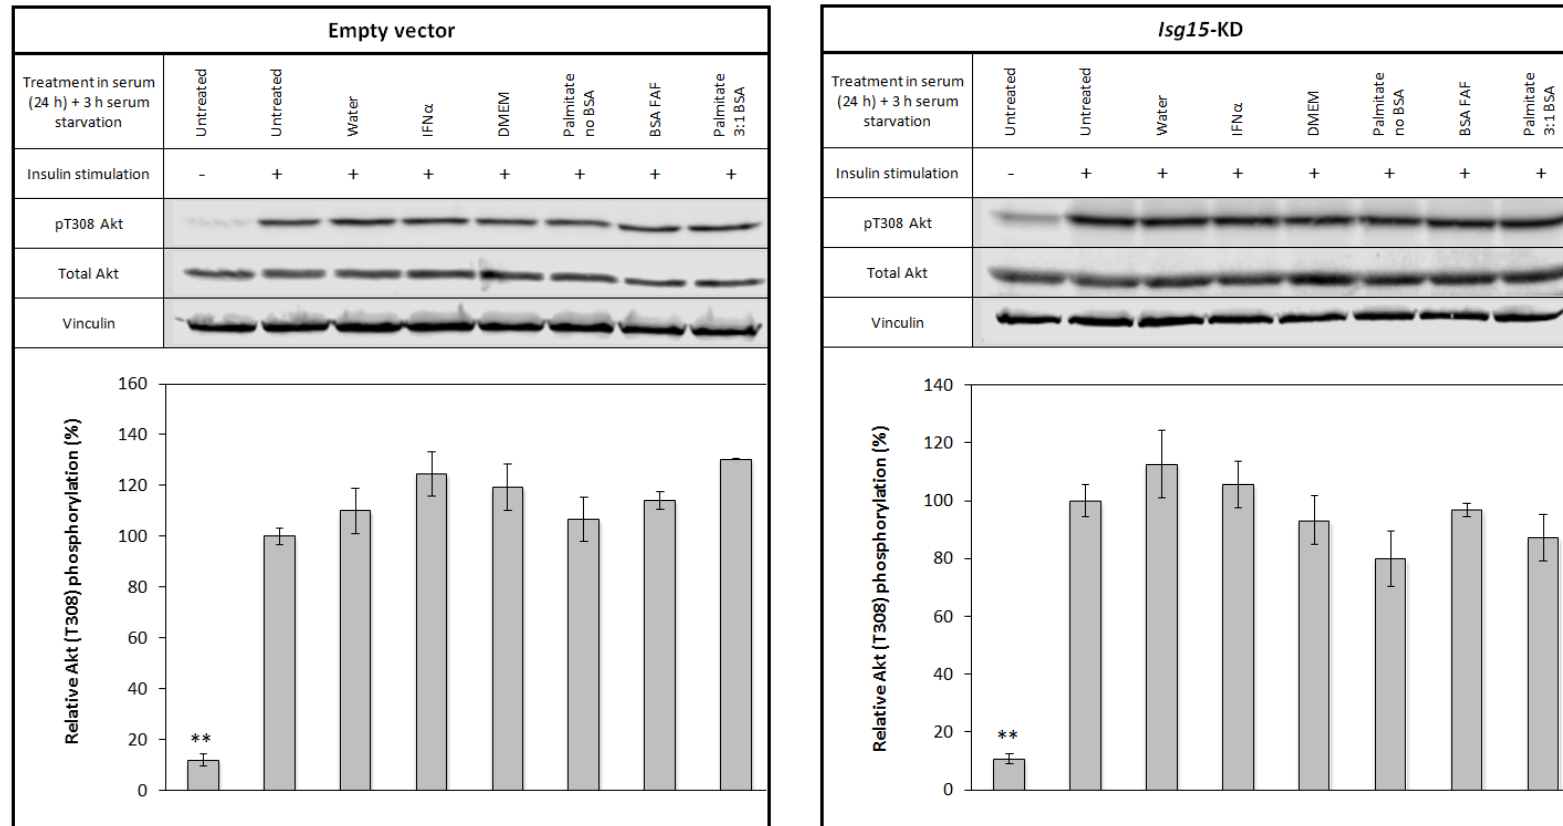 Empty vector
Treatment in serum
(24 h) + 3 h serum
starvation
Untreated
Untreated
Water
IFNα
DMEM
Palmitate
no BSA
BSA FAF
Palmitate
3:1 BSA
Insulin stimulation - + + + + + + +
pT308 Akt
Total Akt
Vinculin
Relative Akt (T308) phosphorylation (%)
160
140
120
100
80
60
40
20
0
**
Isg15-KD
Treatment in serum
(24 h) + 3 h serum
starvation
Untreated
Untreated
Water
IFNα
DMEM
Palmitate
no BSA
BSA FAF
Palmitate
3:1 BSA
Insulin stimulation - + + + + + + +
pT308 Akt
Total Akt
Vinculin
Relative Akt (T308) phosphorylation (%)
140
120
100
80
60
40
20
0
**